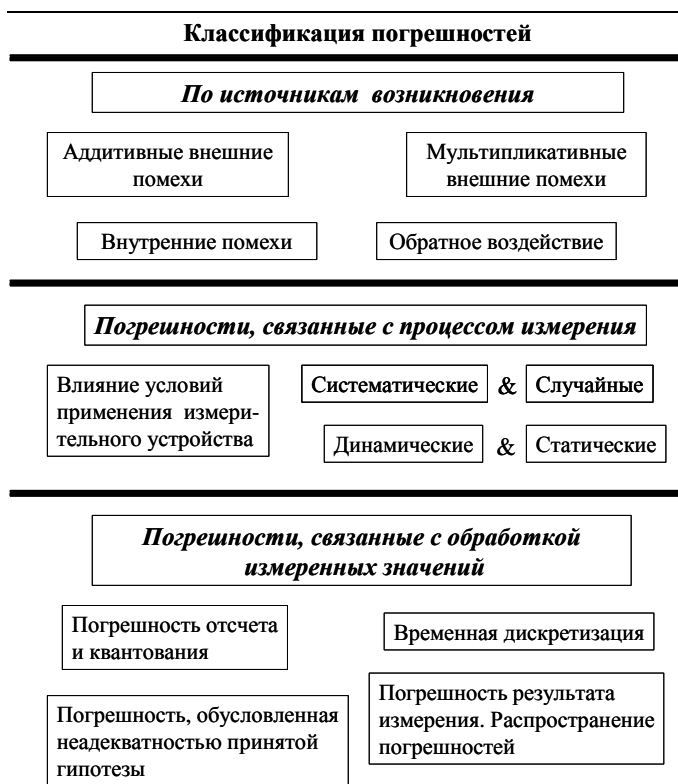 Классификация погрешностей
По источникам возникновения
Аддитивные внешние
помехи
Мультипликативные
внешние помехи
Внутренние помехи
Обратное воздействие
Погрешности, связанные с процессом измерения
Влияние условий
применения измери-
тельного устройства
Систематические & Случайные
Динамические & Статические
Погрешности, связанные с обработкой
измеренных значений
Погрешность отсчета
и квантования
Временная дискретизация
Погрешность, обусловленная
неадекватностью принятой
гипотезы
Погрешность результата
измерения. Распространение
погрешностей